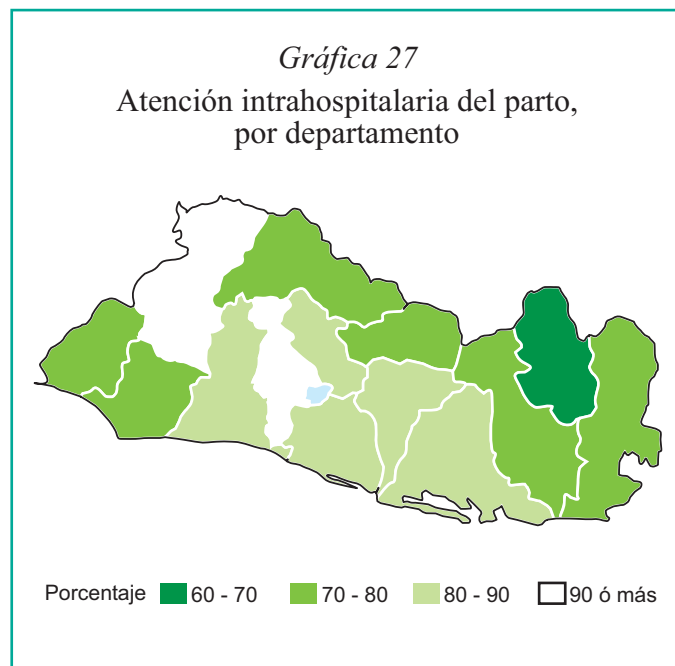 Gráfica 27
Atención intrahospitalaria del parto,
por departamento
Porcentaje 60 - 70 70 - 80 80 - 90 90 ó más